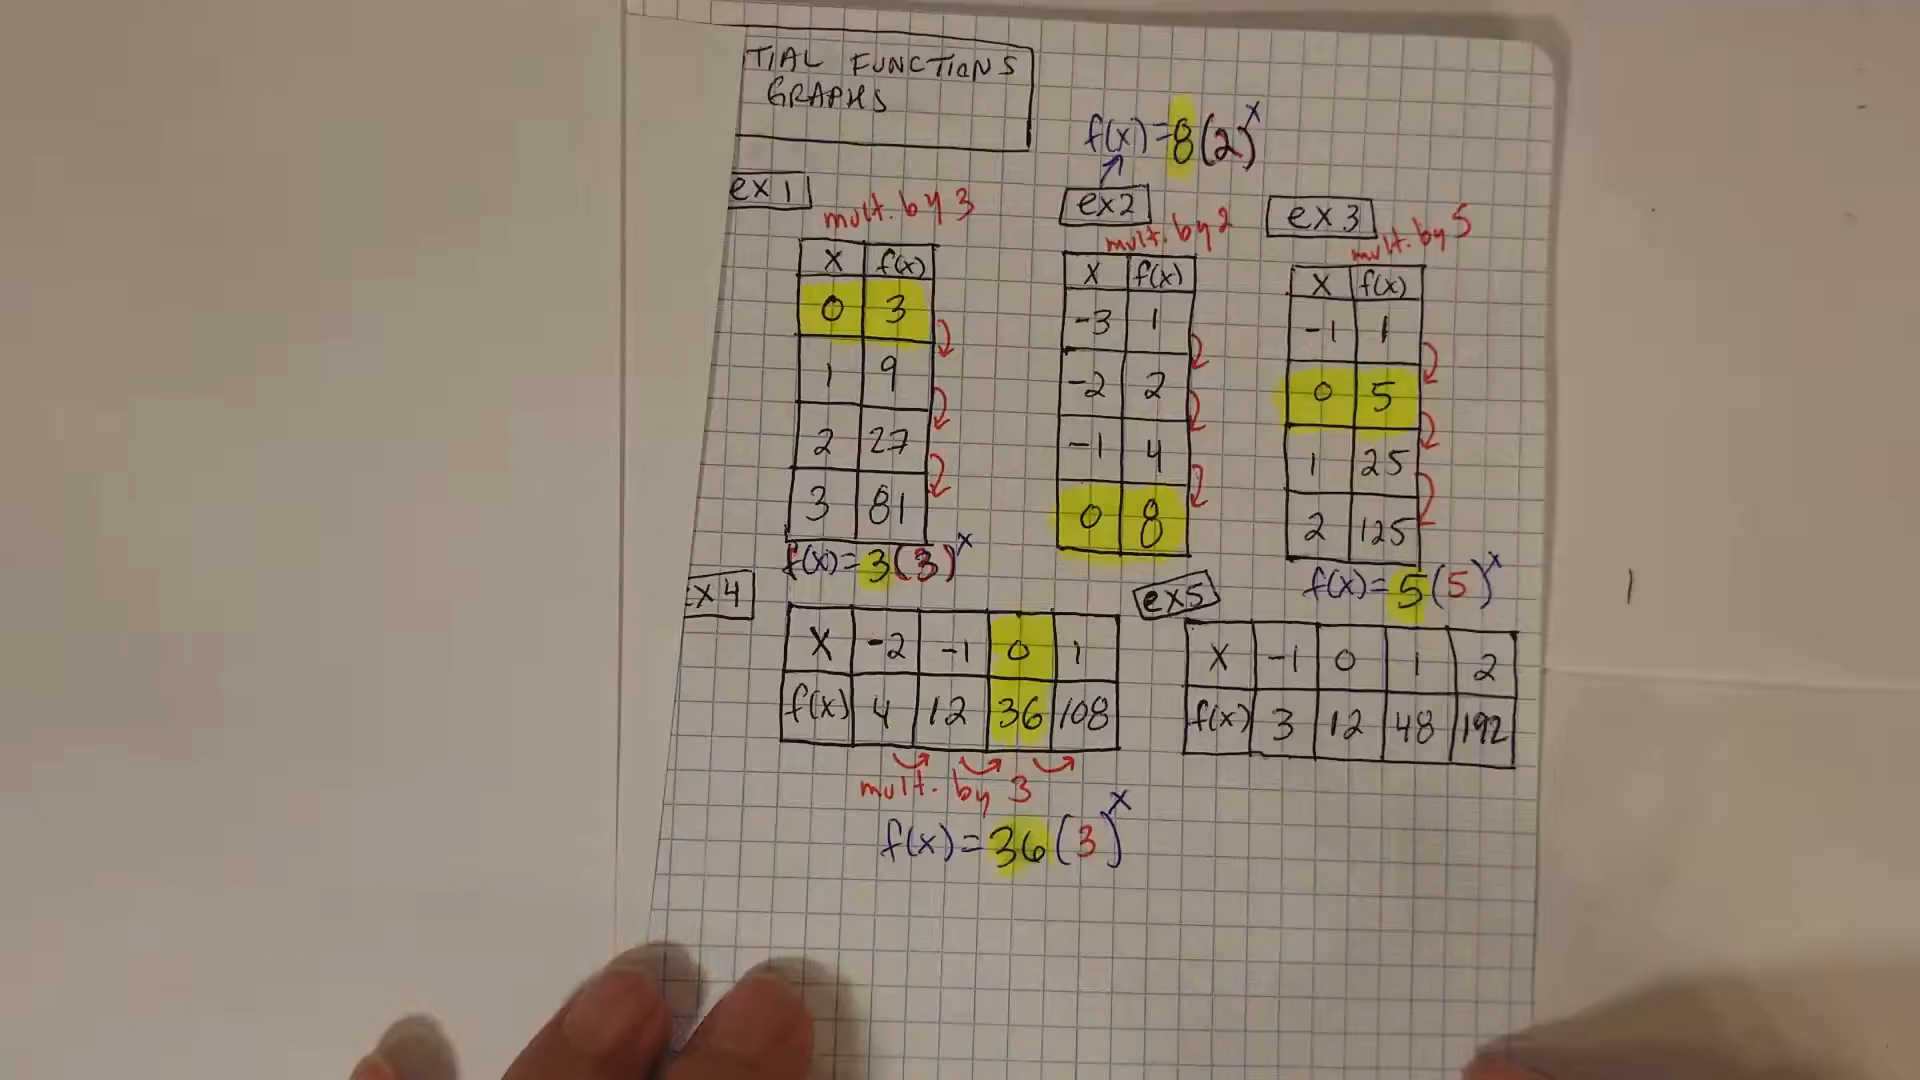 TIAL FUNCTIONS
GRAPHS
f(x)=8(2)^x
ex 1
mult. by 3
x f(x)
0 3
1 9
2 27
3 81
f(x)=3(3)^x
ex2
mult. by 2
x f(x)
-3 1
-2 2
-1 4
0 8
ex 3
mult. by 5
x f(x)
-1 1
0 5
1 25
2 125
f(x)=5(5)^x
x 4
X -2 -1 0 1
f(x) 4 12 36 108
mult. by 3
f(x)=36(3)^x
ex5
X -1 0 1 2
f(x) 3 12 48 192